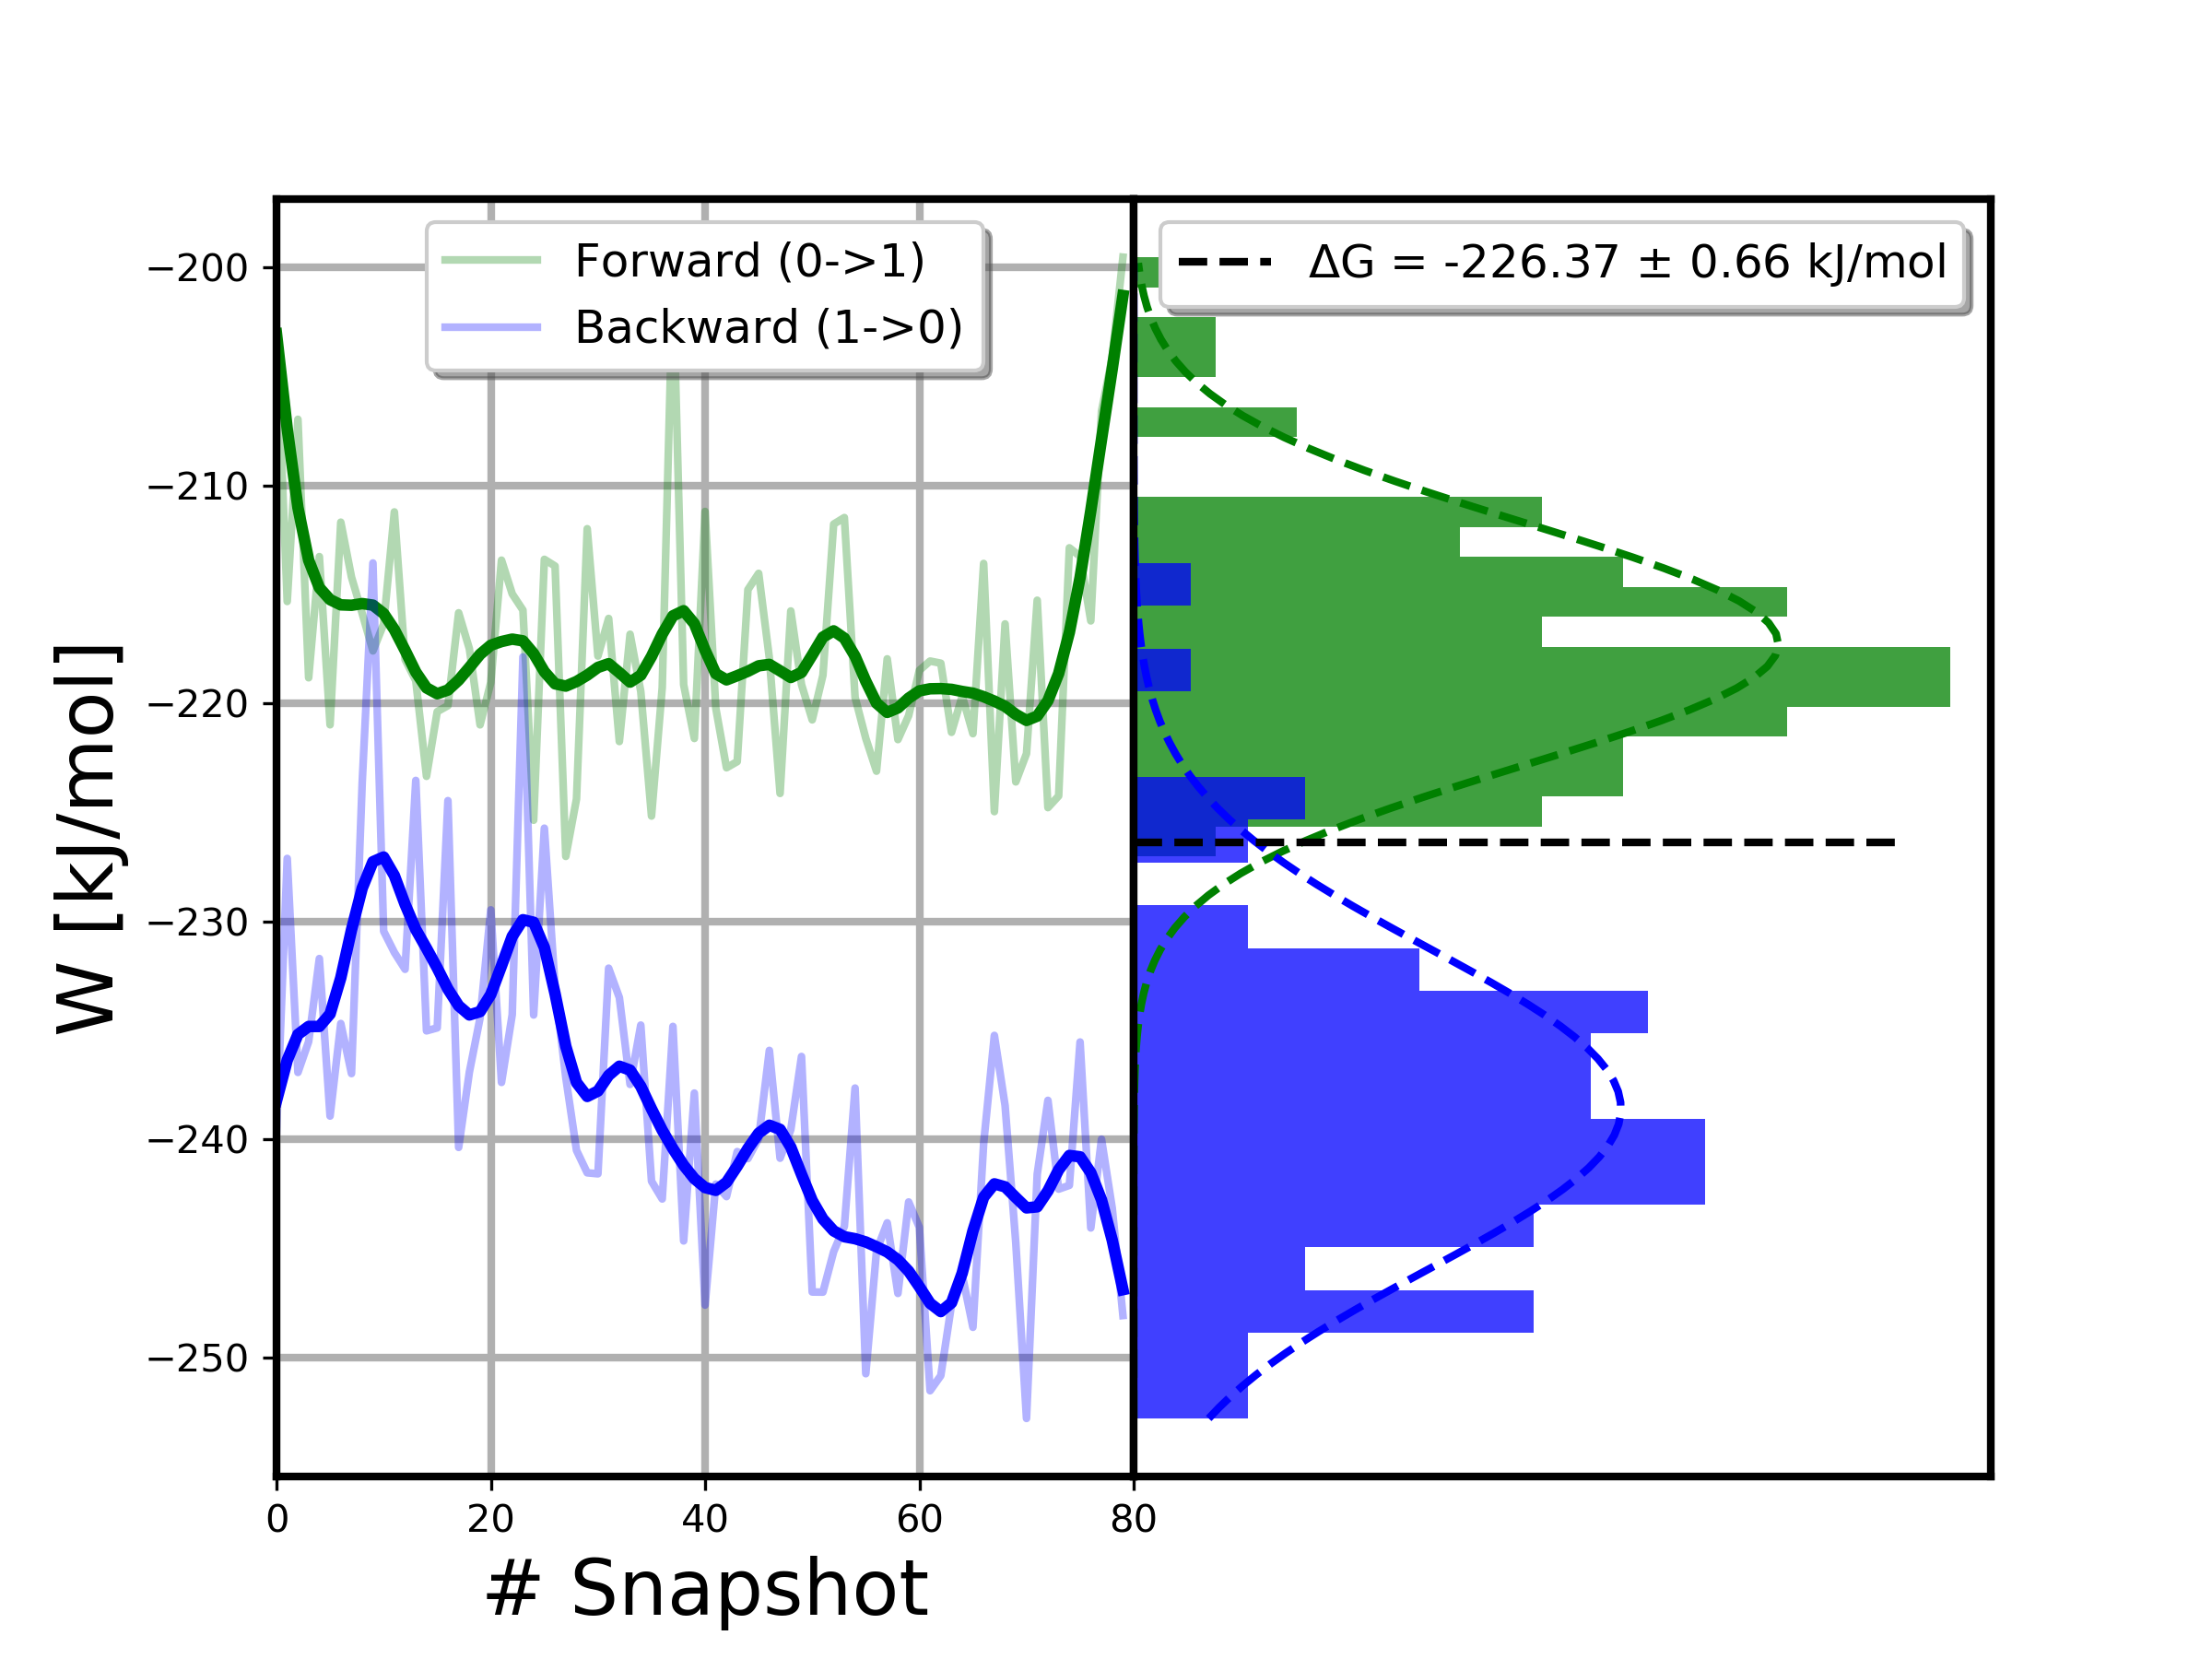 Forward (0->1)
Backward (1->0)
ΔG = -226.37 ± 0.66 kJ/mol
W [kJ/mol]
−200
−210
−220
−230
−240
−250
0 20 40 60 80
# Snapshot